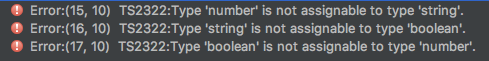 Error:(15, 10) TS2322:Type 'number' is not assignable to type 'string'.
Error:(16, 10) TS2322:Type 'string' is not assignable to type 'boolean'.
Error:(17, 10) TS2322:Type 'boolean' is not assignable to type 'number'.